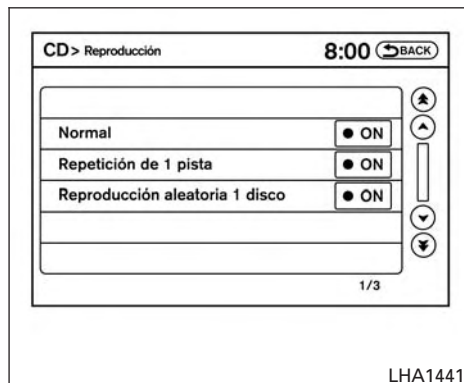 CD> Reproducción 8:00 BACK
Normal ON
Repetición de 1 pista ON
Reproducción aleatoria 1 disco ON
1/3
LHA1441